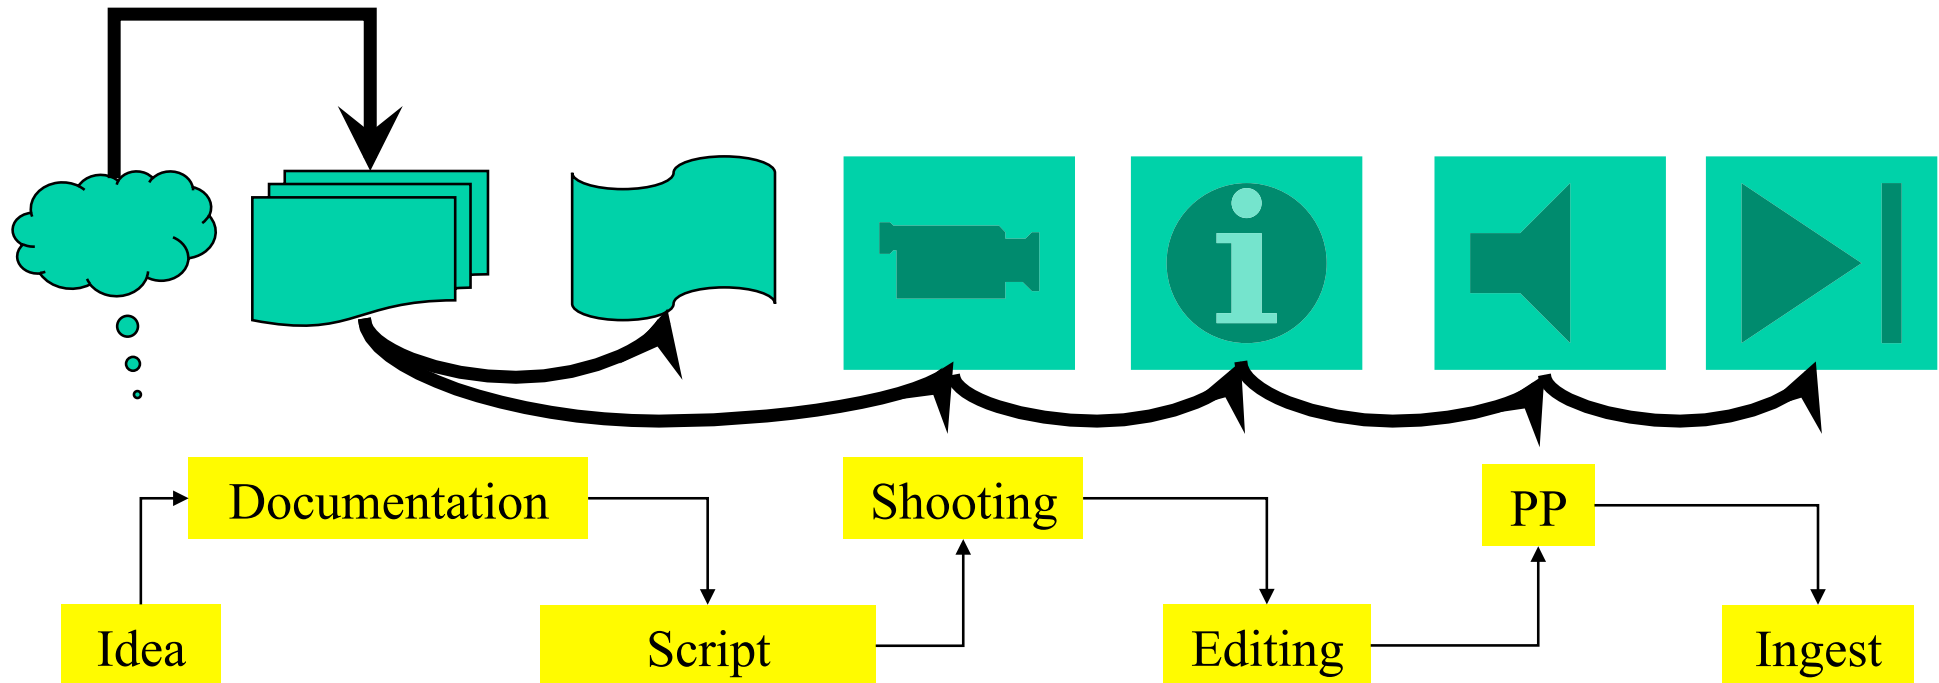 Documentation
Shooting
PP
Idea
Script
Editing
Ingest